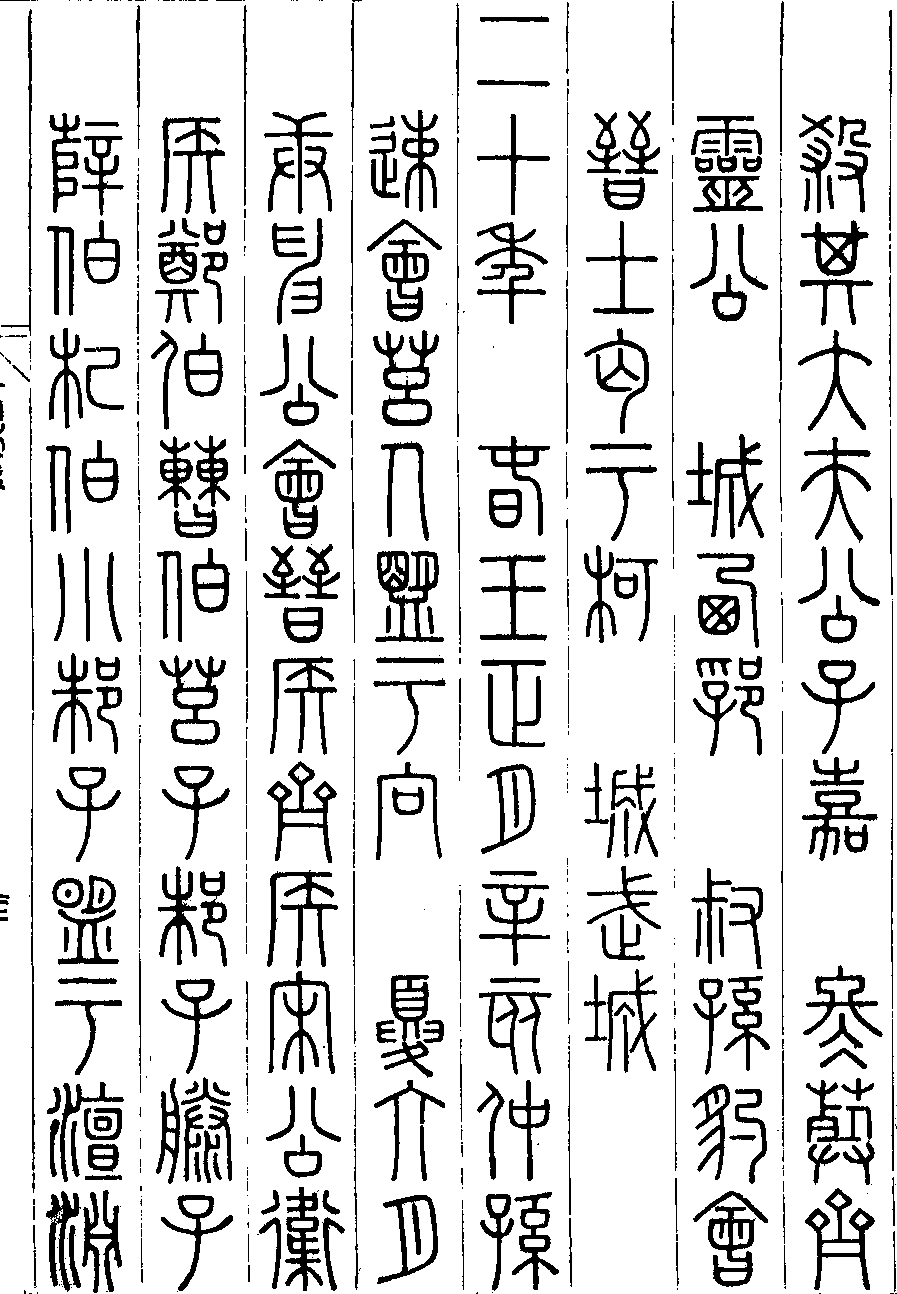 殺其大夫公子嘉　冬葬齊
靈公　城西郛　叔孫豹會
晉士匄于柯　城武城
二十年　春王正月辛亥仲孫
速會莒人盟于向　夏六月
庚申公會晉侯齊侯宋公衛
侯鄭伯曹伯莒子邾子滕子
薛伯杞伯小邾子盟于澶淵